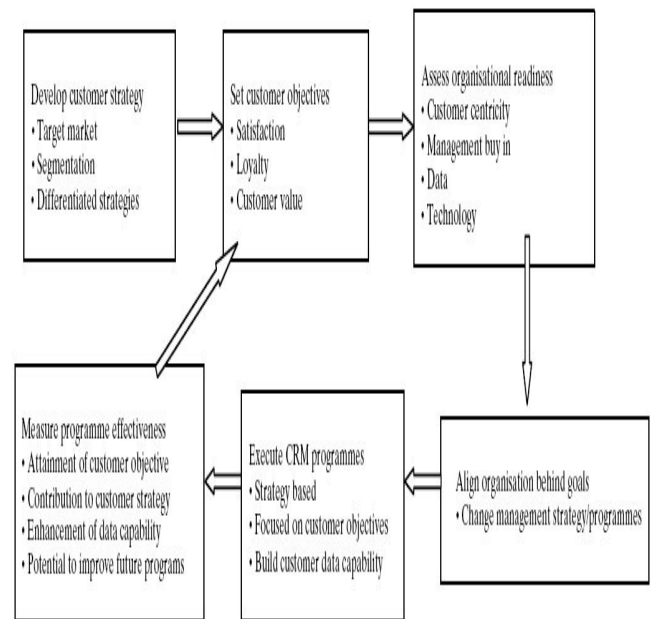 Develop customer strategy
• Target market
• Segmentation
• Differentiated strategies
Set customer objectives
• Satisfaction
• Loyalty
• Customer value
Assess organisational readiness
• Customer centricity
• Management buy in
• Data
• Technology
Align organisation behind goals
• Change management strategy/programmes
Execute CRM programmes
• Strategy based
• Focused on customer objectives
• Build customer data capability
Measure programme effectiveness
• Attainment of customer objective
• Contribution to customer strategy
• Enhancement of data capability
• Potential to improve future programs